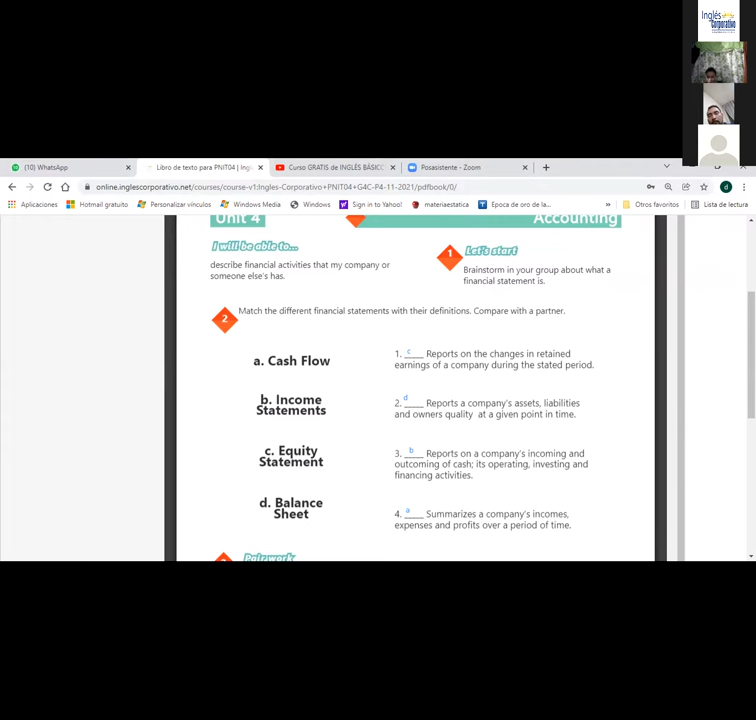 Inglés
Corporativo
(10) WhatsApp
Libro de texto para PNIT04 | Ingl
Curso GRATIS de INGLÉS BÁSICO
Posasistente - Zoom
online.inglescorporativo.net/courses/course-v1:Ingles-Corporativo+PNIT04+G4C-P4-11-2021/pdfbook/0/
Aplicaciones
Hotmail gratuito
Personalizar vínculos
Windows Media
Windows
Sign in to Yahoo!
materiaestatica
Epoca de oro de la...
»
Otros favoritos
Lista de lectura
Unit 4
Accounting
I will be able to...
describe financial activities that my company or
someone else's has.
1
Let's start
Brainstorm in your group about what a
financial statement is.
2
Match the different financial statements with their definitions. Compare with a partner.
a. Cash Flow
1. __c__ Reports on the changes in retained
earnings of a company during the stated period.
b. Income
Statements
2. __d__ Reports a company's assets, liabilities
and owners quality at a given point in time.
c. Equity
Statement
3. __b__ Reports on a company's incoming and
outcoming of cash; its operating, investing and
financing activities.
d. Balance
Sheet
4. __a__ Summarizes a company's incomes,
expenses and profits over a period of time.
Pair work